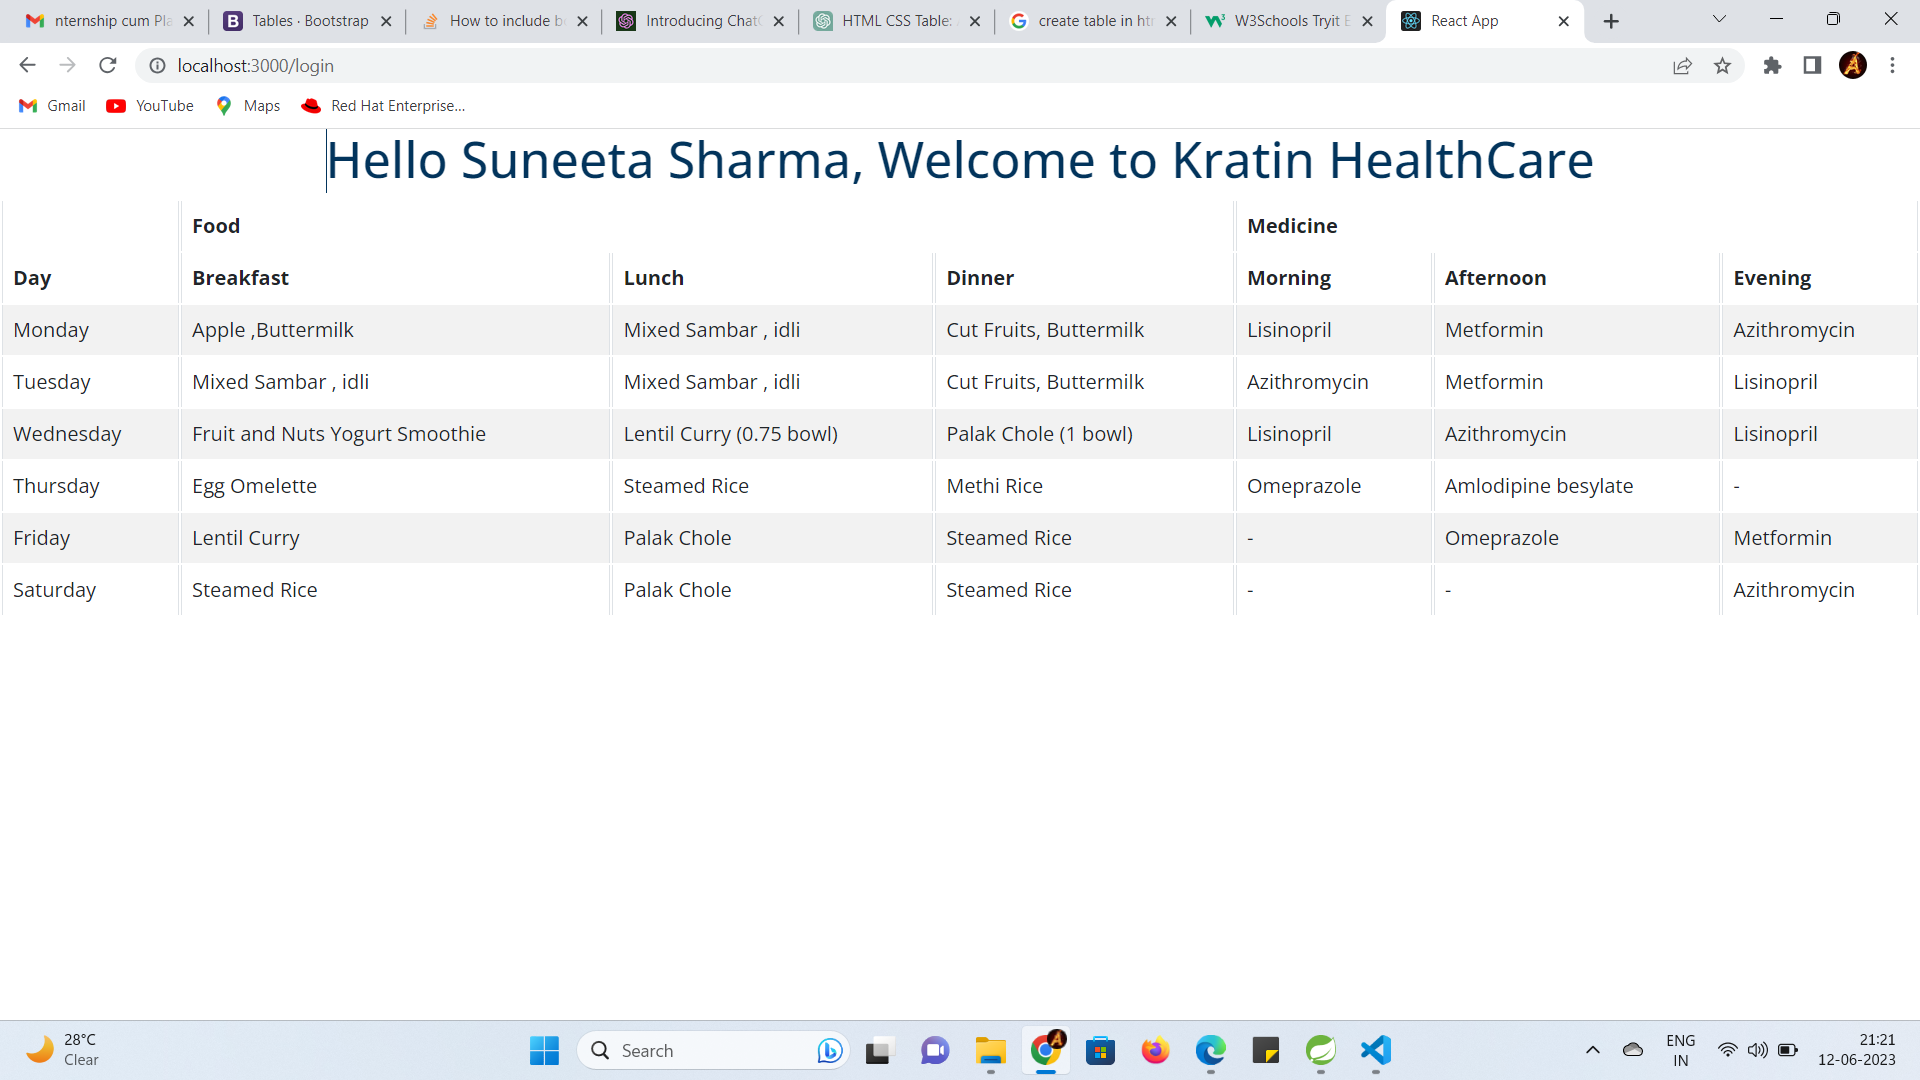 nternship cum Pla
Tables · Bootstrap
How to include b
Introducing Chat
HTML CSS Table:
create table in ht
W3Schools Tryit E
React App
localhost:3000/login
Gmail
YouTube
Maps
Red Hat Enterprise...
Hello Suneeta Sharma, Welcome to Kratin HealthCare
Food Medicine
Day Breakfast Lunch Dinner Morning Afternoon Evening
Monday Apple ,Buttermilk Mixed Sambar , idli Cut Fruits, Buttermilk Lisinopril Metformin Azithromycin
Tuesday Mixed Sambar , idli Mixed Sambar , idli Cut Fruits, Buttermilk Azithromycin Metformin Lisinopril
Wednesday Fruit and Nuts Yogurt Smoothie Lentil Curry (0.75 bowl) Palak Chole (1 bowl) Lisinopril Azithromycin Lisinopril
Thursday Egg Omelette Steamed Rice Methi Rice Omeprazole Amlodipine besylate -
Friday Lentil Curry Palak Chole Steamed Rice - Omeprazole Metformin
Saturday Steamed Rice Palak Chole Steamed Rice - - Azithromycin
28°C
Clear
Search
ENG
IN
21:21
12-06-2023